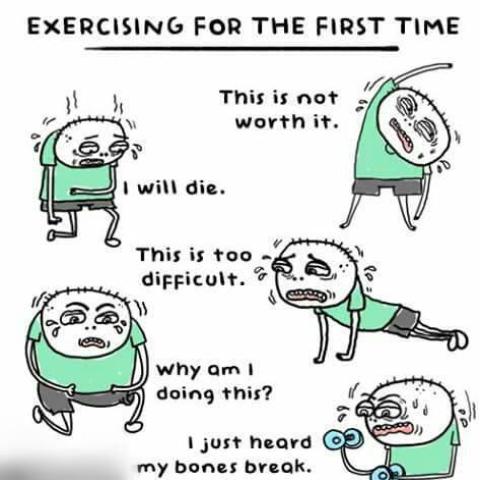 EXERCISING FOR THE FIRST TIME
This is not
worth it.
I will die.
This is too
difficult.
Why am I
doing this?
I just heard
my bones break.